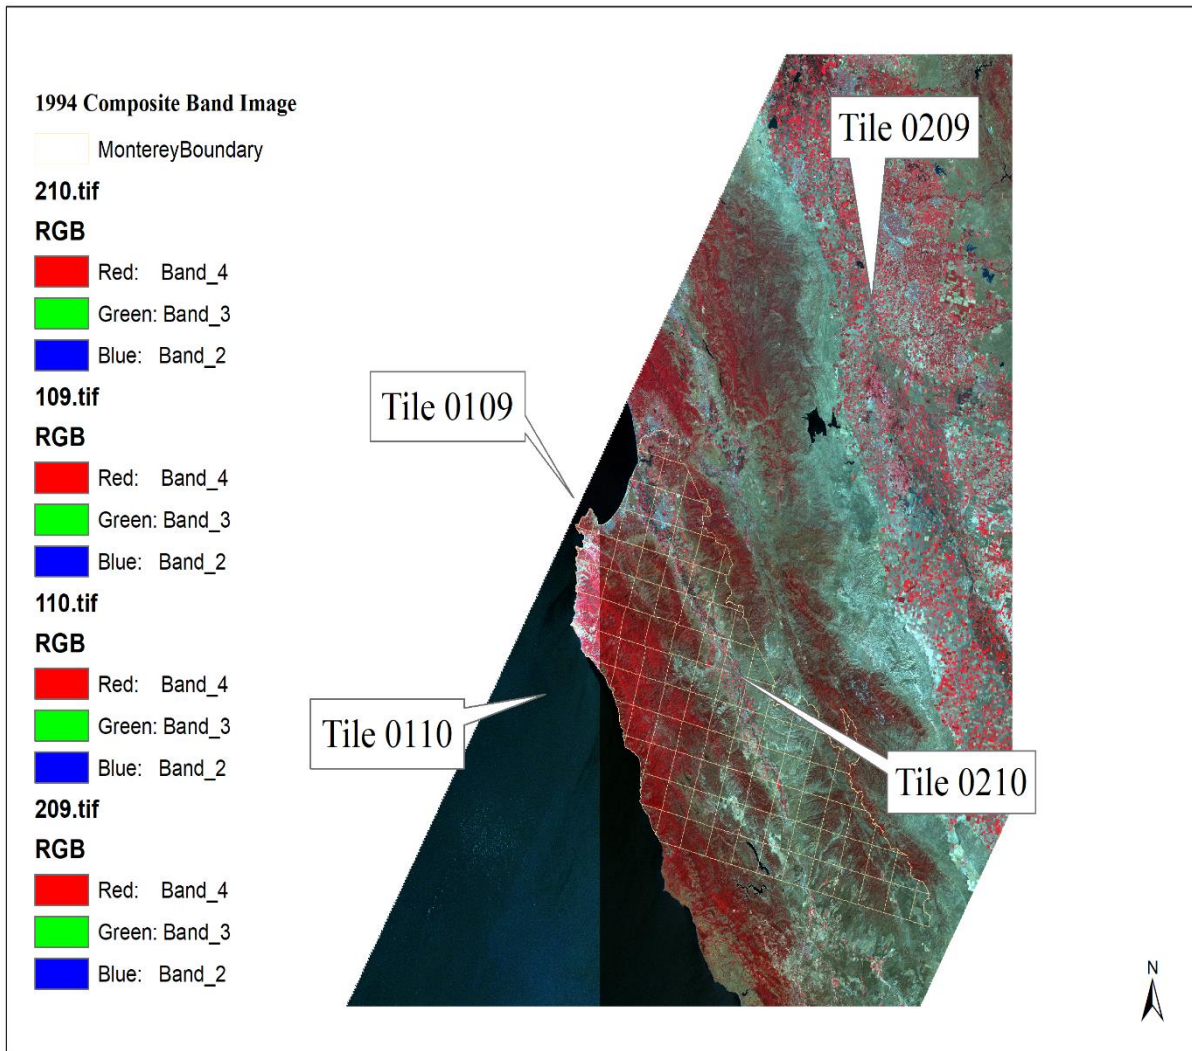 1994 Composite Band Image
MontereyBoundary
210.tif
RGB
Red: Band_4
Green: Band_3
Blue: Band_2
109.tif
RGB
Red: Band_4
Green: Band_3
Blue: Band_2
110.tif
RGB
Red: Band_4
Green: Band_3
Blue: Band_2
209.tif
RGB
Red: Band_4
Green: Band_3
Blue: Band_2
Tile 0209
Tile 0109
Tile 0110
Tile 0210
N